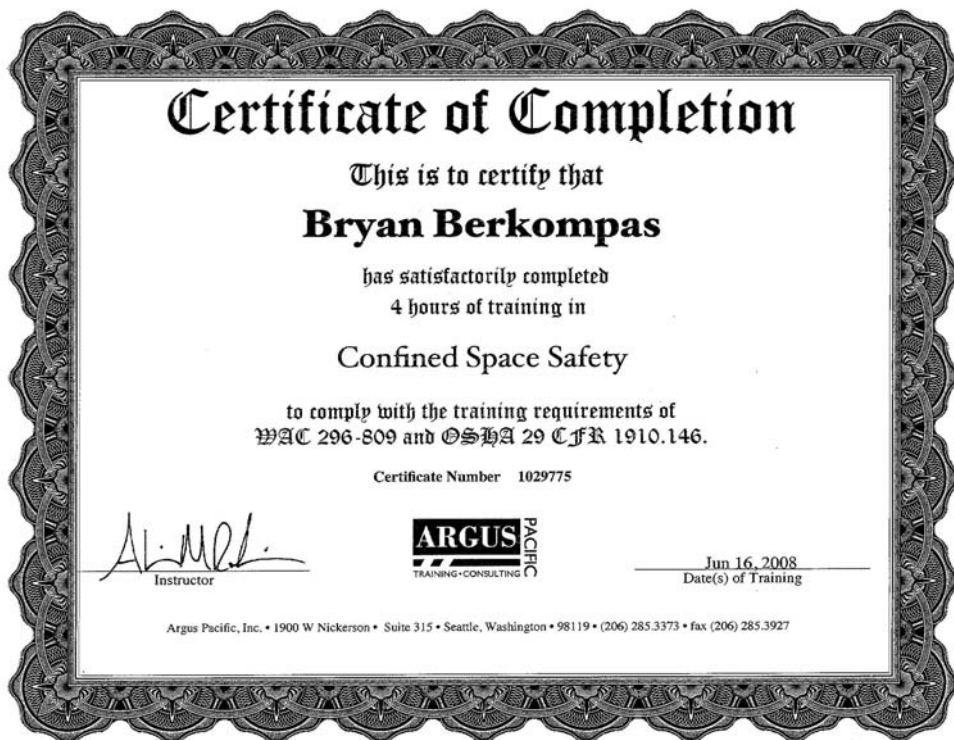 Certificate of Completion
This is to certify that
Bryan Berkompas
has satisfactorily completed
4 hours of training in
Confined Space Safety
to comply with the training requirements of
WAC 296-809 and OSHA 29 CFR 1910.146.
Certificate Number 1029775
Instructor
ARGUS PACIFIC
TRAINING•CONSULTING
Jun 16, 2008
Date(s) of Training
Argus Pacific, Inc. • 1900 W Nickerson • Suite 315 • Seattle, Washington • 98119 • (206) 285.3373 • fax (206) 285.3927